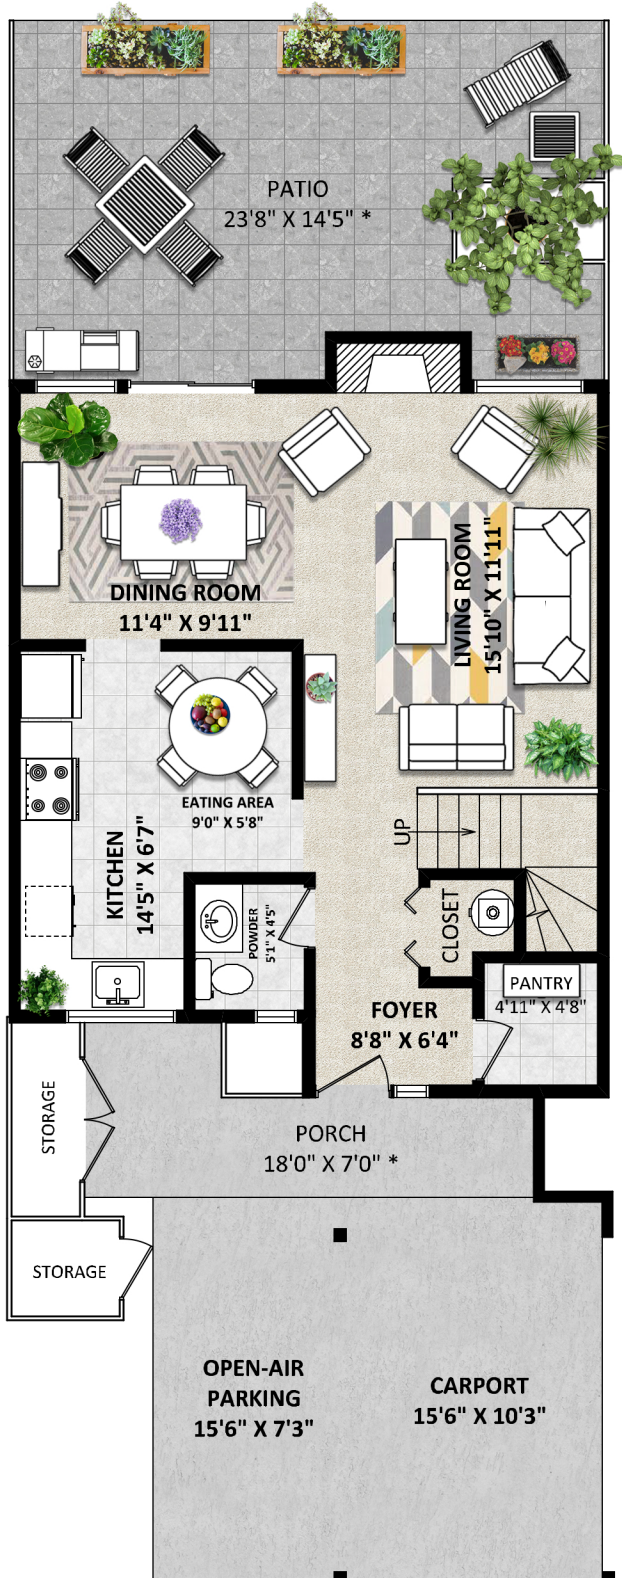 PATIO
23'8" X 14'5" *
DINING ROOM
11'4" X 9'11"
LIVING ROOM
15'10" X 11'11"
EATING AREA
9'0" X 5'8"
KITCHEN
14'5" X 6'7"
UP
POWDER
5'1" X 4'5"
CLOSET
PANTRY
4'11" X 4'8"
FOYER
8'8" X 6'4"
STORAGE
PORCH
18'0" X 7'0" *
STORAGE
OPEN-AIR
PARKING
15'6" X 7'3"
CARPORT
15'6" X 10'3"